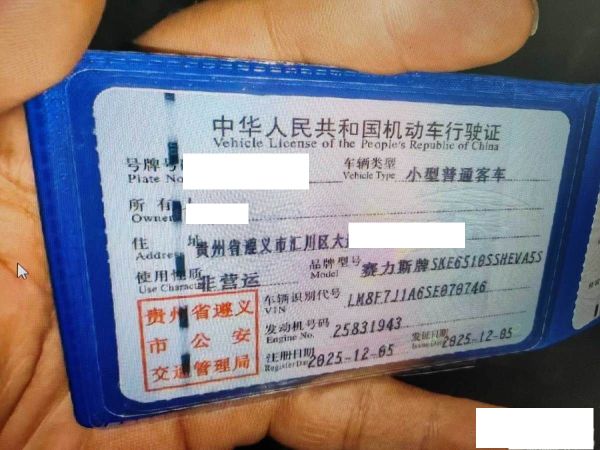 中华人民共和国机动车行驶证
Vehicle License of the People's Republic of China
号牌号
Plate No.
车辆类型
Vehicle Type
小型普通客车
所有人
Owner
住址
Address
贵州省遵义市汇川区大
使用性质
Use Character
非营运
品牌型号
Model
赛力斯牌SKE6510SSHEVA5S
贵州省遵义
市公安
交通管理局
车辆识别代号
VIN
LM8F7J1A6SE070746
发动机号码
Engine No.
25831943
注册日期
Register Date
2025-12-05
发证日期
Issue Date
2025-12-05